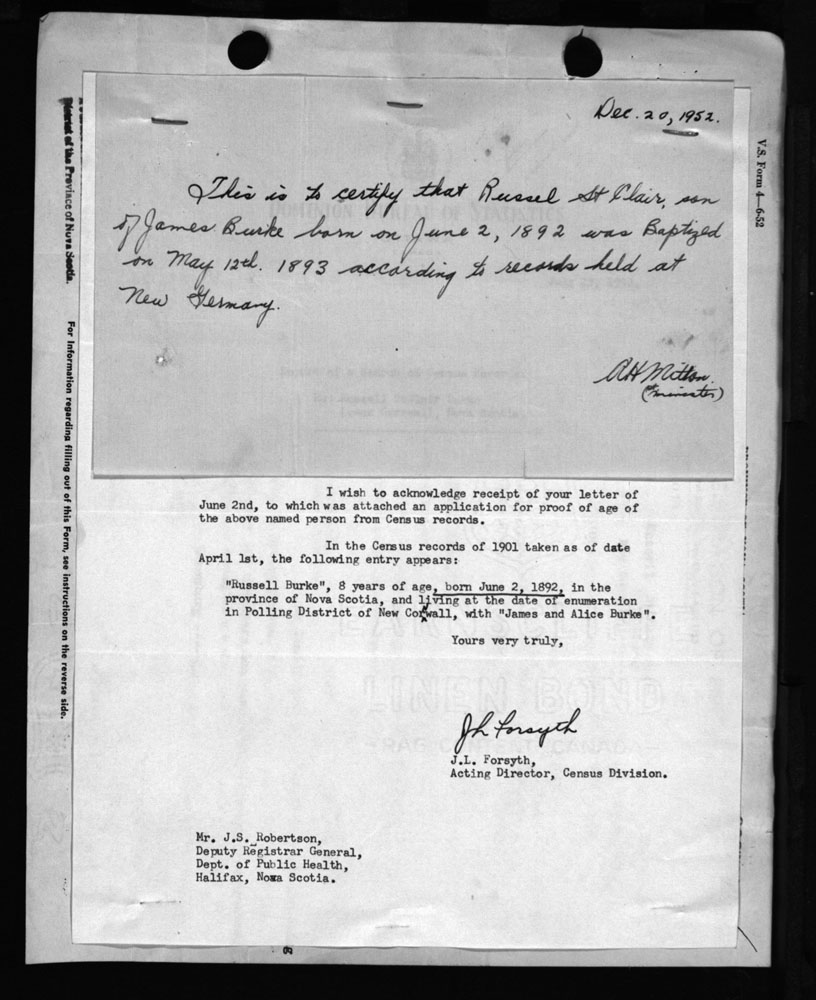 Dec. 20, 1952.
This is to certify that Russel St Clair, son
of James Burke born on June 2, 1892 was Baptized
on May 12th. 1893 according to records held at
New Germany.
AH Mitton
(minister)
I wish to acknowledge receipt of your letter of
June 2nd, to which was attached an application for proof of age of
the above named person from Census records.
In the Census records of 1901 taken as of date
April 1st, the following entry appears:
"Russell Burke", 8 years of age, born June 2, 1892, in the
province of Nova Scotia, and living at the date of enumeration
in Polling District of New Cornwall, with "James and Alice Burke".
Yours very truly,
JL Forsyth
J.L. Forsyth,
Acting Director, Census Division.
Mr. J.S. Robertson,
Deputy Registrar General,
Dept. of Public Health,
Halifax, Nova Scotia.
V.S. Form 4—6-52
of the Province of Nova Scotia.
For Information regarding filling out of this Form, see instructions on the reverse side.
DOMINION BUREAU OF STATISTICS
LINEN BOND